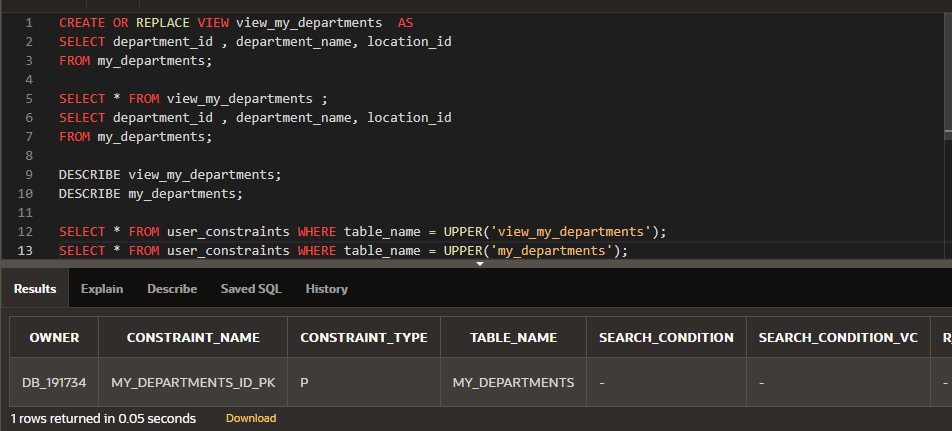 1 CREATE OR REPLACE VIEW view_my_departments  AS
2 SELECT department_id , department_name, location_id
3 FROM my_departments;
4
5 SELECT * FROM view_my_departments ;
6 SELECT department_id , department_name, location_id
7 FROM my_departments;
8
9 DESCRIBE view_my_departments;
10 DESCRIBE my_departments;
11
12 SELECT * FROM user_constraints WHERE table_name = UPPER('view_my_departments');
13 SELECT * FROM user_constraints WHERE table_name = UPPER('my_departments');
Results Explain Describe Saved SQL History
OWNER CONSTRAINT_NAME CONSTRAINT_TYPE TABLE_NAME SEARCH_CONDITION SEARCH_CONDITION_VC
DB_191734 MY_DEPARTMENTS_ID_PK P MY_DEPARTMENTS - - -
1 rows returned in 0.05 seconds Download